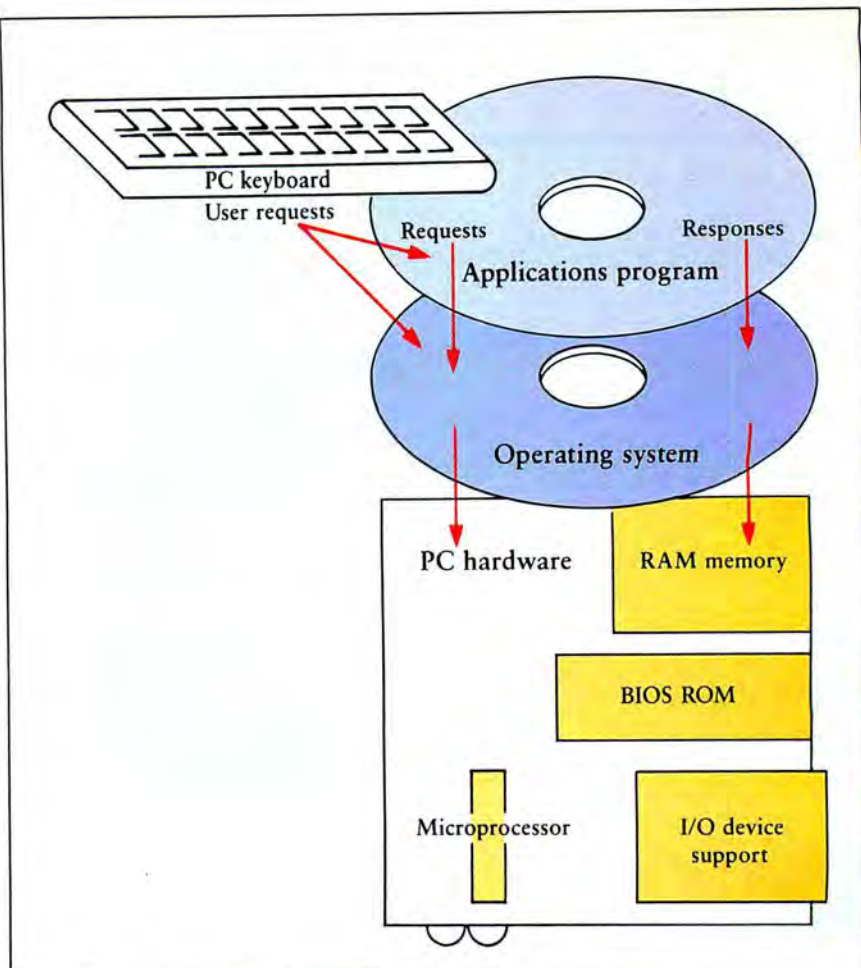 PC keyboard
User requests
Requests
Responses
Applications program
Operating system
PC hardware
RAM memory
BIOS ROM
Microprocessor
I/O device
support